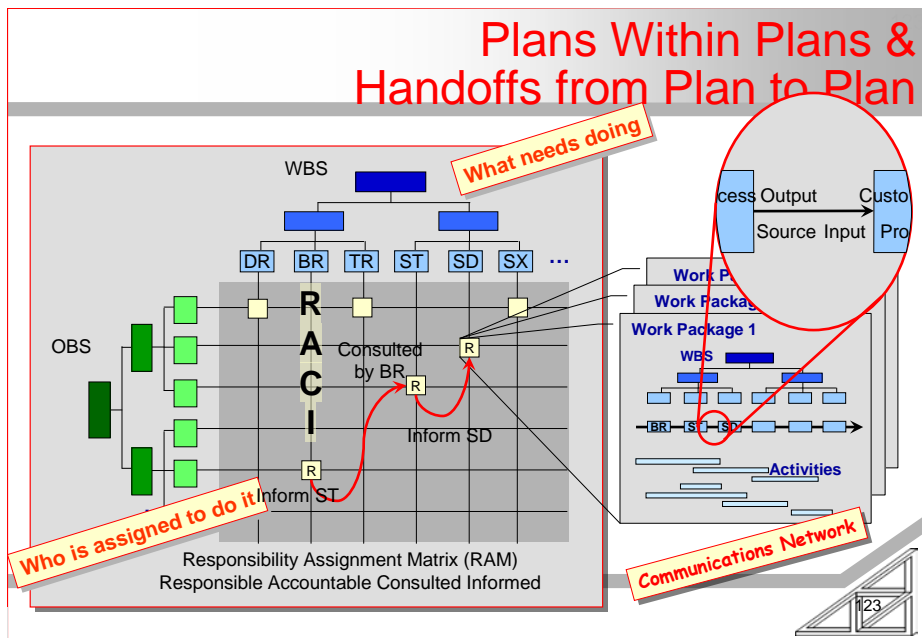 Plans Within Plans &
Handoffs from Plan to Plan
What needs doing
WBS
DR BR TR ST SD SX ...
OBS
R
A
C
I
Consulted
by BR
R
R
Inform SD
R
Inform ST
Who is assigned to do it
Responsibility Assignment Matrix (RAM)
Responsible Accountable Consulted Informed
cess Output Custo
Source Input Pro
Work P
Work Packag
Work Package 1
WBS
BR ST SD
Activities
Communications Network
123